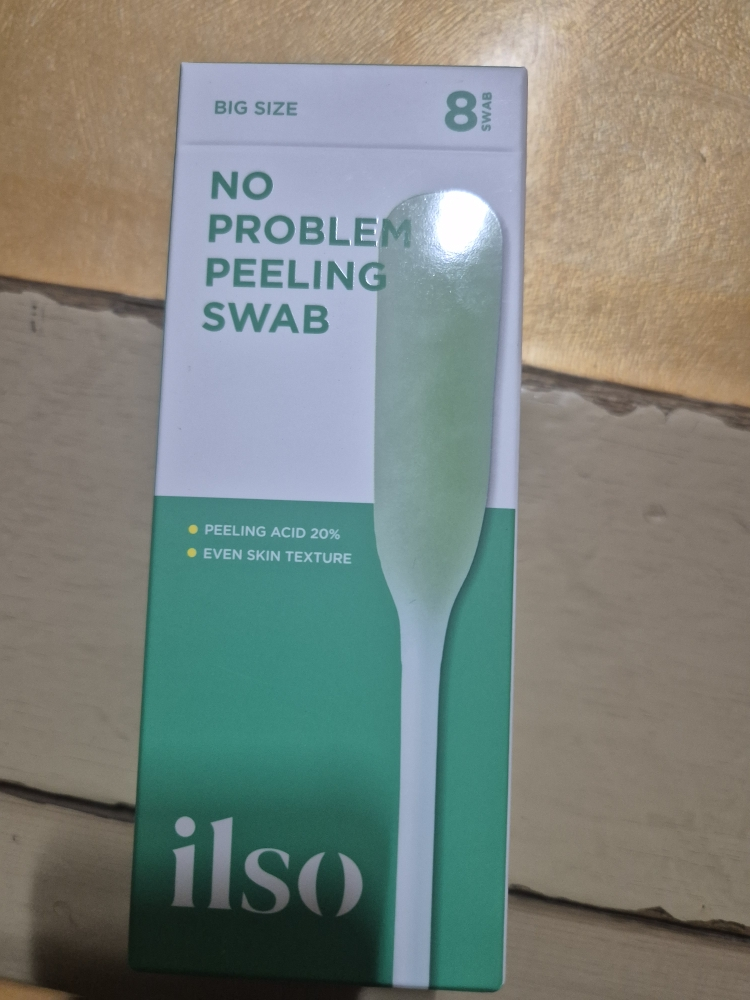 BIG SIZE
8 SWAB
NO
PROBLEM
PEELING
SWAB
PEELING ACID 20%
EVEN SKIN TEXTURE
ilso